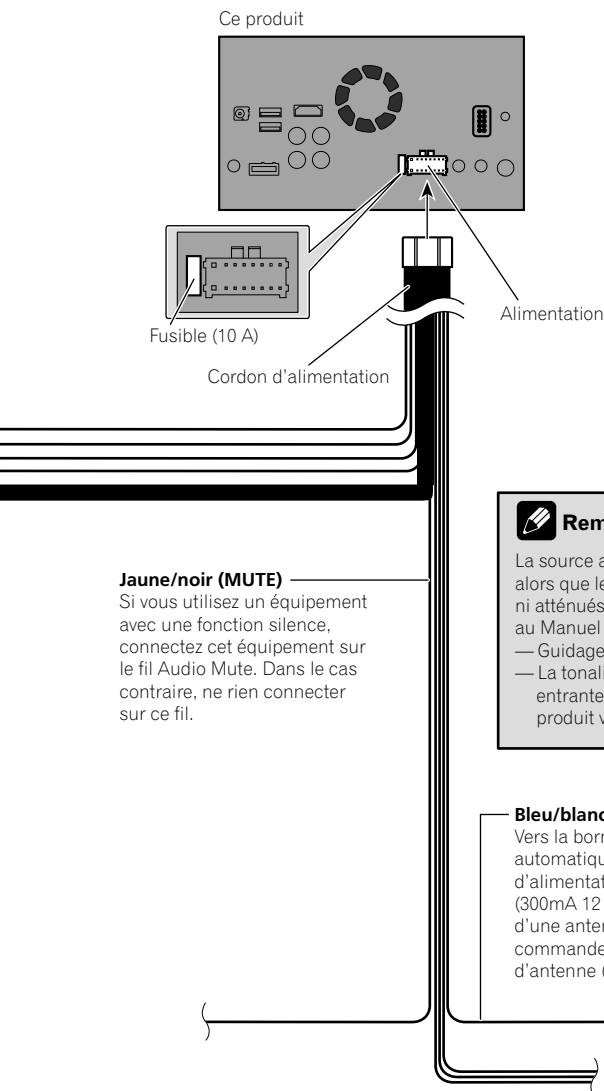 Ce produit
Alimentation
Fusible (10 A)
Cordon d'alimentation
Jaune/noir (MUTE)
Si vous utilisez un équipement
avec une fonction silence,
connectez cet équipement sur
le fil Audio Mute. Dans le cas
contraire, ne rien connecter
sur ce fil.
Rem
La source a
alors que le
ni atténués
au Manuel
— Guidage
— La tonali
entrante
produit v
Bleu/blanc
Vers la born
automatiqu
d'alimentat
(300mA 12
d'une anten
commande
d'antenne (